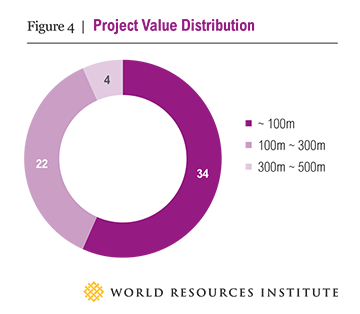 Figure 4 | Project Value Distribution
4
~ 100m
100m ~ 300m
22
34
300m ~ 500m
WORLD RESOURCES INSTITUTE